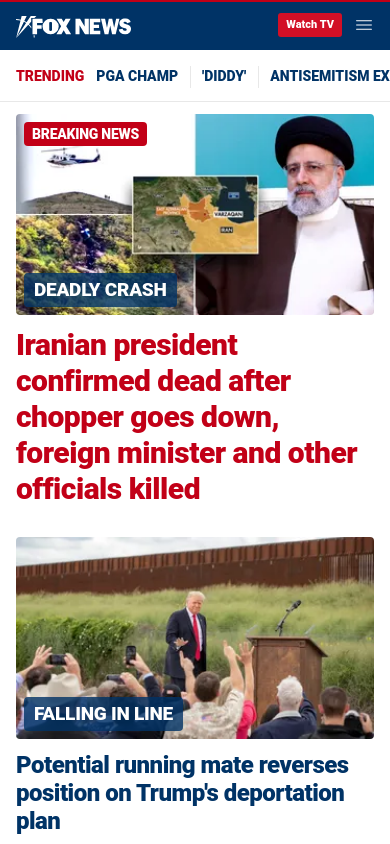 FOX NEWS
Watch TV
TRENDING PGA CHAMP 'DIDDY' ANTISEMITISM EX
BREAKING NEWS
VARZAQAN
IRAN
DEADLY CRASH
Iranian president
confirmed dead after
chopper goes down,
foreign minister and other
officials killed
FALLING IN LINE
Potential running mate reverses
position on Trump's deportation
plan